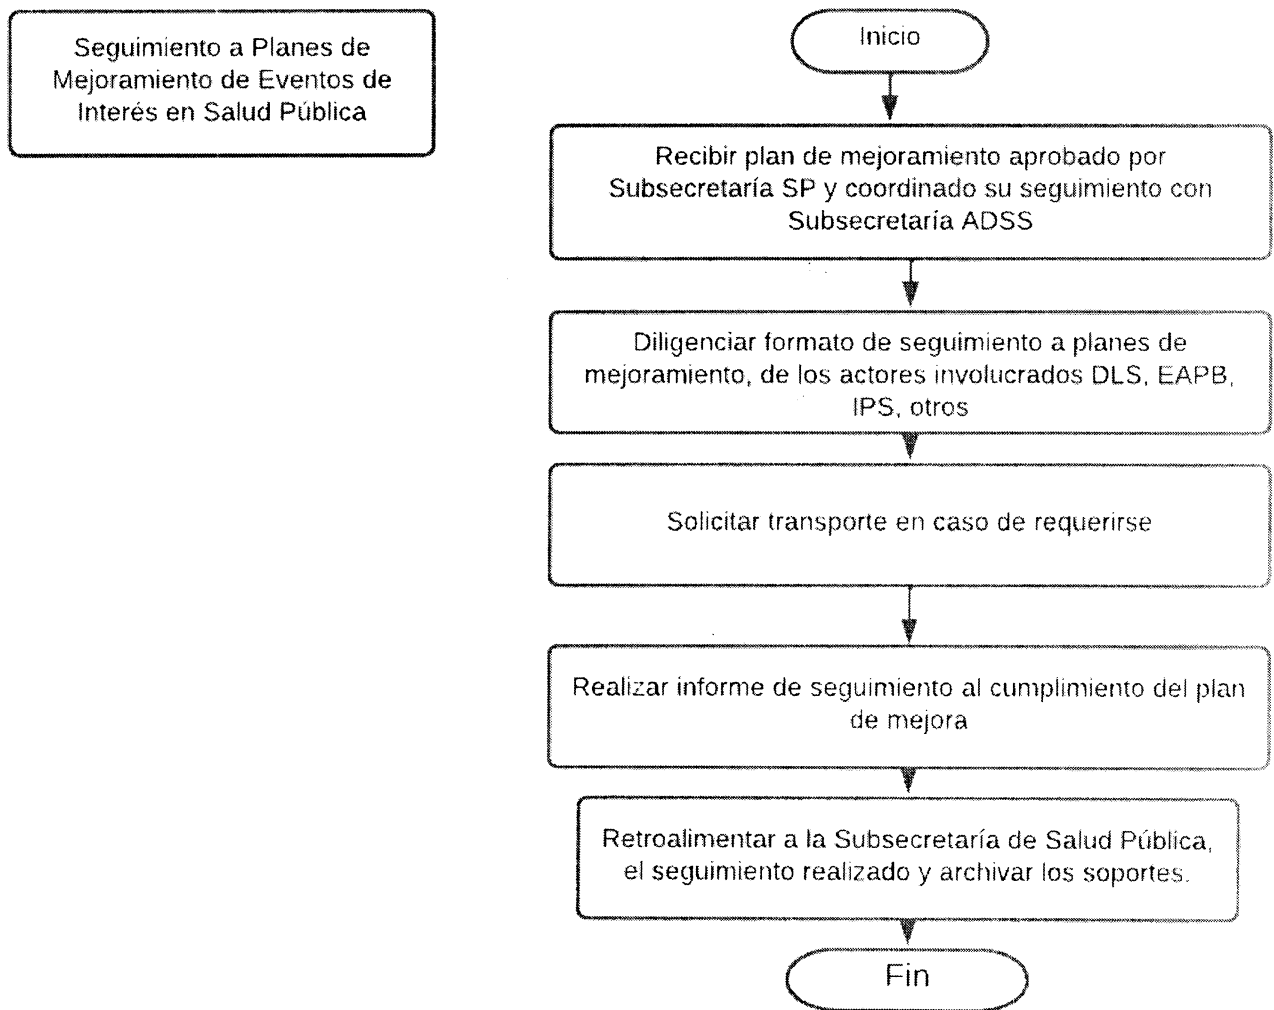 Seguimiento a Planes de
Mejoramiento de Eventos de
Interés en Salud Pública
Inicio
Recibir plan de mejoramiento aprobado por
Subsecretaría SP y coordinado su seguimiento con
Subsecretaría ADSS
Diligenciar formato de seguimiento a planes de
mejoramiento, de los actores involucrados DLS, EAPB,
IPS, otros
Solicitar transporte en caso de requerirse
Realizar informe de seguimiento al cumplimiento del plan
de mejora
Retroalimentar a la Subsecretaría de Salud Pública,
el seguimiento realizado y archivar los soportes.
Fin